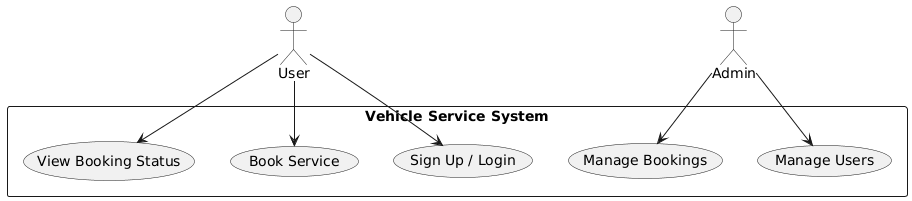 User
Admin
Vehicle Service System
View Booking Status
Book Service
Sign Up / Login
Manage Bookings
Manage Users